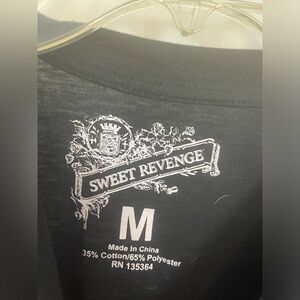 SWEET REVENGE
M
Made in China
35% Cotton/65% Polyester
RN 135364